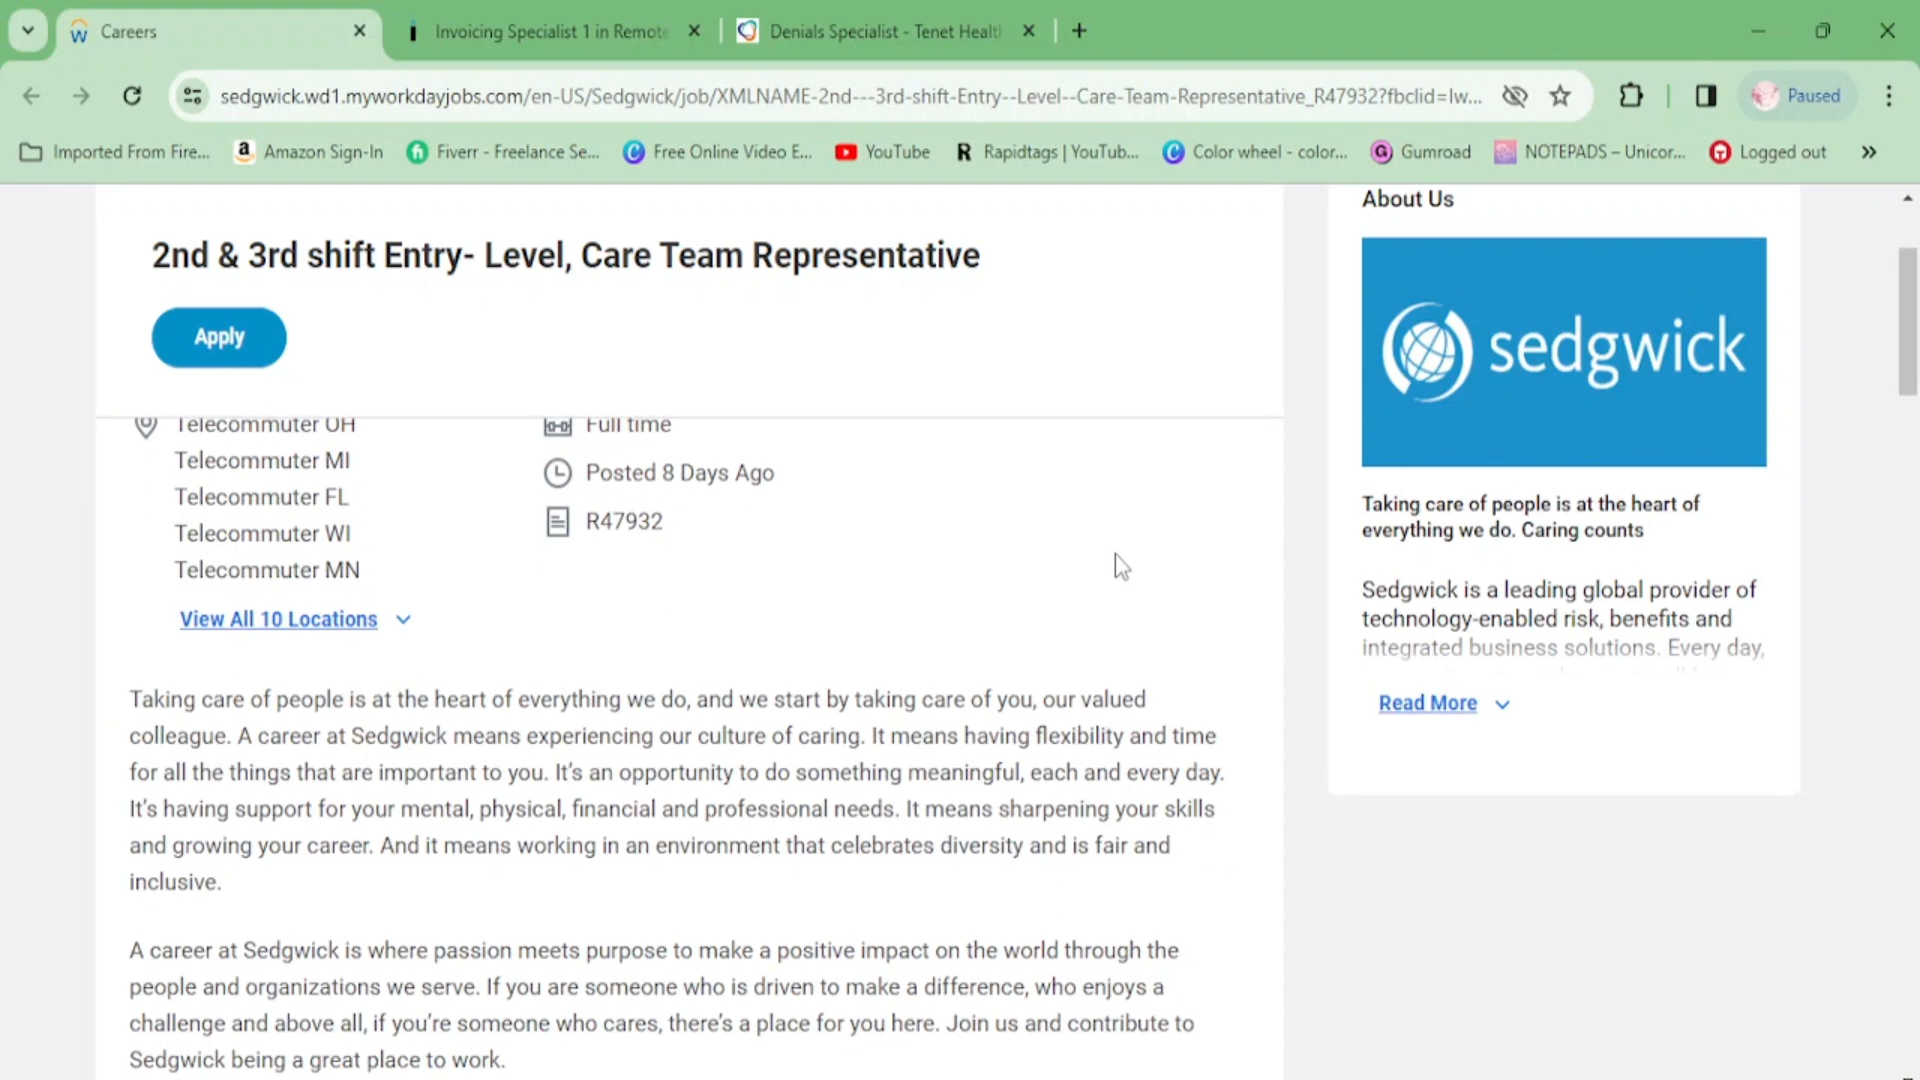 Careers
Invoicing Specialist 1 in Remote
Denials Specialist - Tenet Healt
sedgwick.wd1.myworkdayjobs.com/en-US/Sedgwick/job/XMLNAME-2nd---3rd-shift-Entry--Level--Care-Team-Representative_R47932?fbclid=Iw...
Paused
Imported From Fire...
Amazon Sign-In
Fiverr - Freelance Se...
Free Online Video E...
YouTube
Rapidtags | YouTub...
Color wheel - color...
Gumroad
NOTEPADS – Unicor...
Logged out
2nd & 3rd shift Entry- Level, Care Team Representative
Apply
Telecommuter OH
Telecommuter MI
Telecommuter FL
Telecommuter WI
Telecommuter MN
View All 10 Locations
Full time
Posted 8 Days Ago
R47932
Taking care of people is at the heart of everything we do, and we start by taking care of you, our valued
colleague. A career at Sedgwick means experiencing our culture of caring. It means having flexibility and time
for all the things that are important to you. It's an opportunity to do something meaningful, each and every day.
It's having support for your mental, physical, financial and professional needs. It means sharpening your skills
and growing your career. And it means working in an environment that celebrates diversity and is fair and
inclusive.
A career at Sedgwick is where passion meets purpose to make a positive impact on the world through the
people and organizations we serve. If you are someone who is driven to make a difference, who enjoys a
challenge and above all, if you're someone who cares, there's a place for you here. Join us and contribute to
Sedgwick being a great place to work.
About Us
sedgwick
Taking care of people is at the heart of
everything we do. Caring counts
Sedgwick is a leading global provider of
technology-enabled risk, benefits and
integrated business solutions. Every day,
Read More